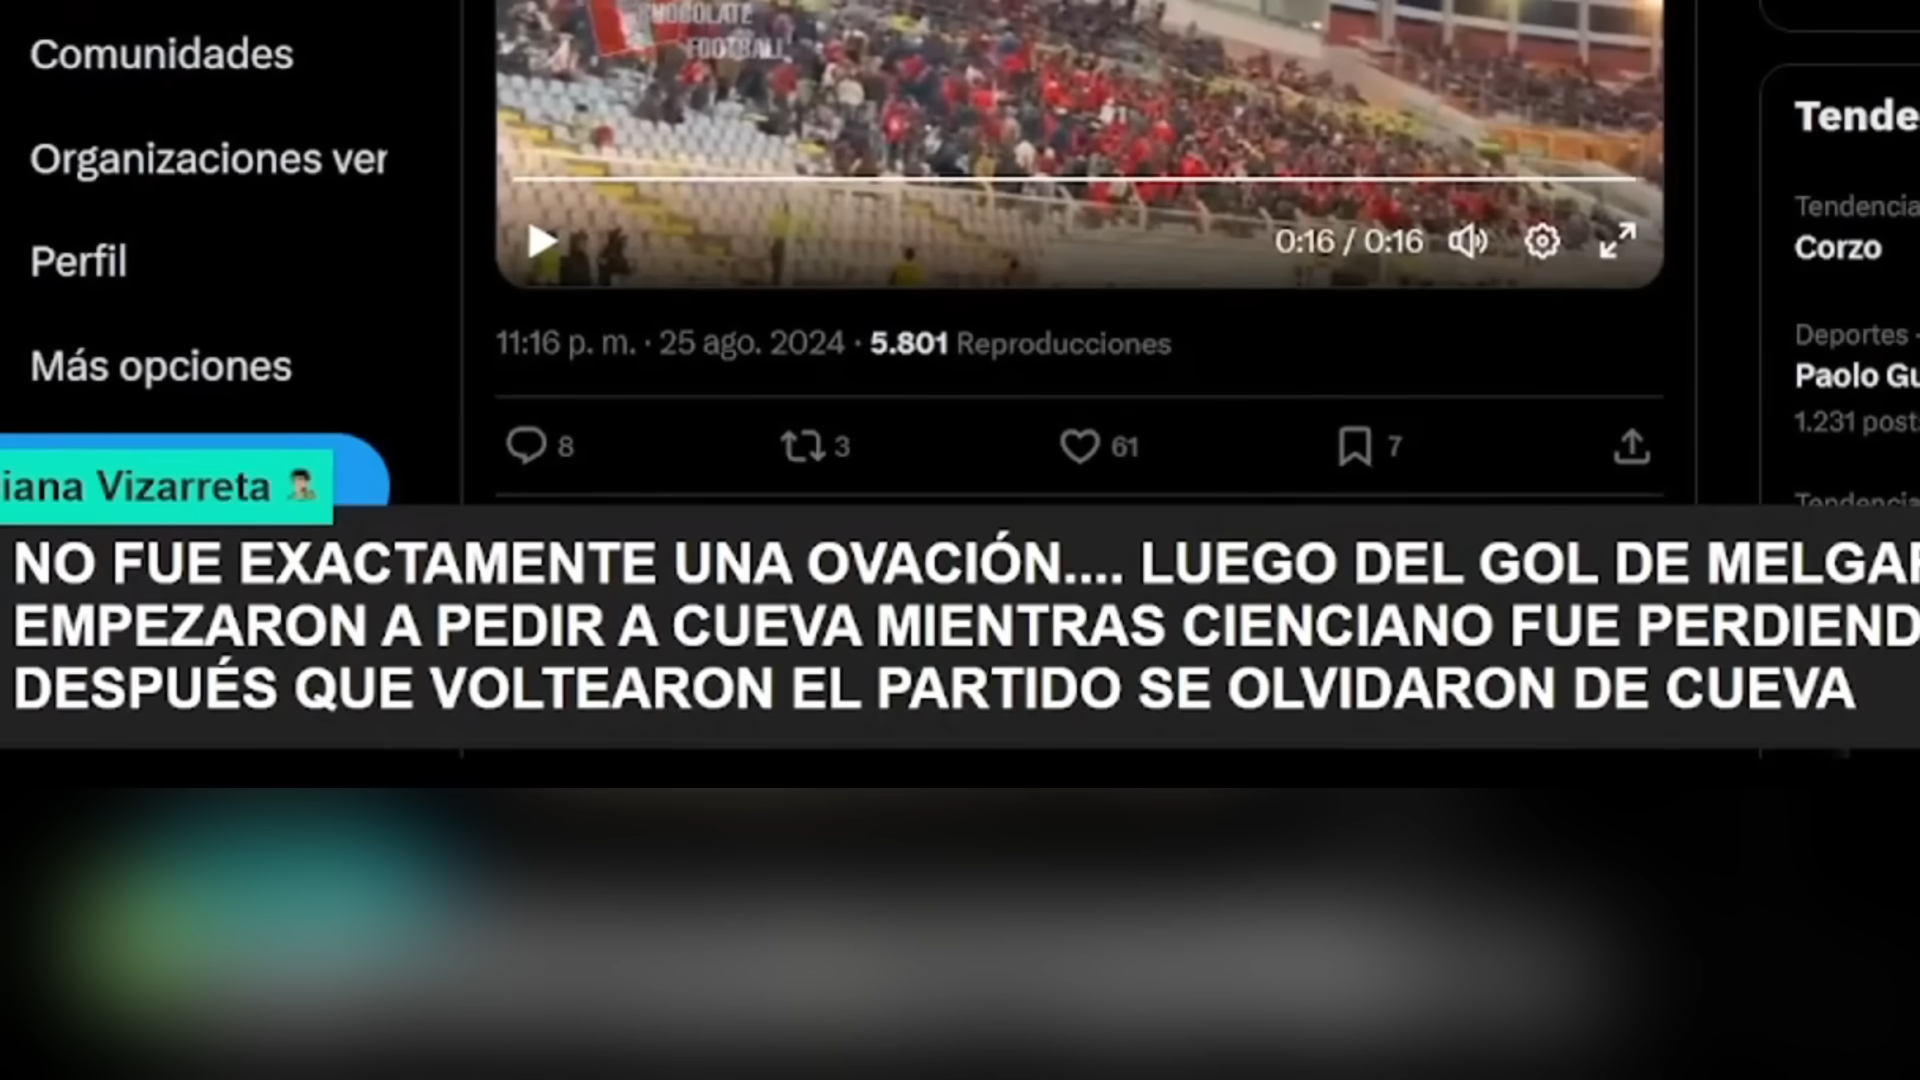 CHOCOLATE
FOOTBALL
Comunidades
Organizaciones ver
Perfil
Más opciones
0:16 / 0:16
11:16 p. m. · 25 ago. 2024 · 5.801 Reproducciones
8 3 61 7
Tende
Tendencia
Corzo
Deportes ·
Paolo Gu
1.231 post
Tendencia
iana Vizarreta
NO FUE EXACTAMENTE UNA OVACIÓN.... LUEGO DEL GOL DE MELGAR
EMPEZARON A PEDIR A CUEVA MIENTRAS CIENCIANO FUE PERDIEND
DESPUÉS QUE VOLTEARON EL PARTIDO SE OLVIDARON DE CUEVA